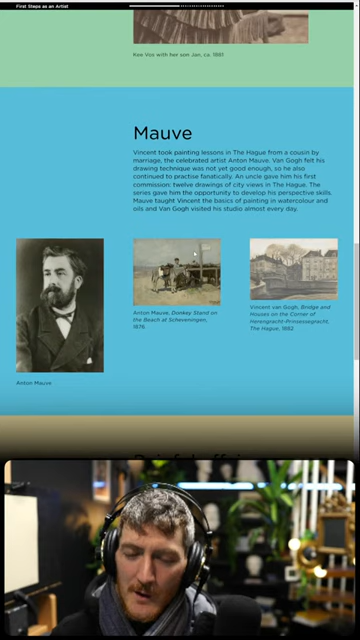 First Steps as an Artist
Kee Vos with her son Jan, ca. 1881
Mauve
Vincent took painting lessons in The Hague from a cousin by
marriage, the celebrated artist Anton Mauve. Van Gogh felt his
drawing technique was not yet good enough, so he also
continued to practise fanatically. An uncle gave him his first
commission: twelve drawings of city views in The Hague. The
series gave him the opportunity to develop his perspective skills.
Mauve taught Vincent the basics of painting in watercolour and
oils and Van Gogh visited his studio almost every day.
Anton Mauve
Anton Mauve, Donkey Stand on
the Beach at Scheveningen,
1876
Vincent van Gogh, Bridge and
Houses on the Corner of
Herengracht-Prinsessegracht,
The Hague, 1882